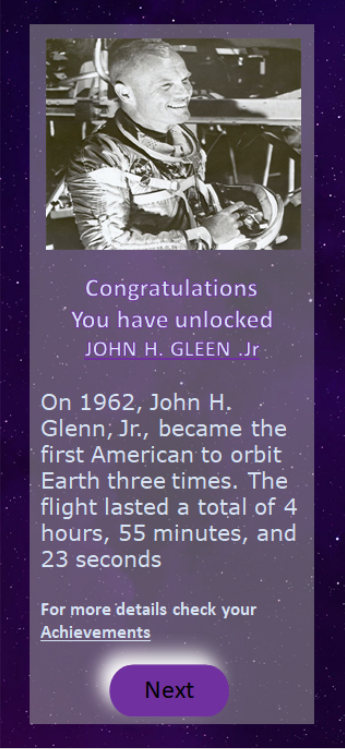 Congratulations
You have unlocked
JOHN H. GLEEN .Jr
On 1962, John H.
Glenn, Jr., became the
first American to orbit
Earth three times. The
flight lasted a total of 4
hours, 55 minutes, and
23 seconds
For more details check your
Achievements
Next